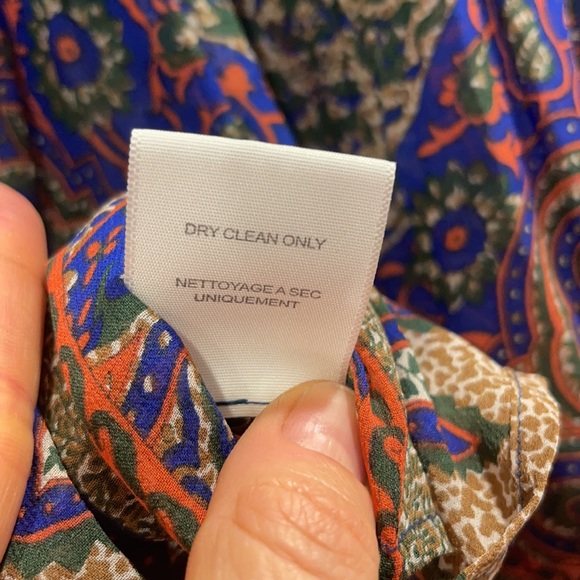 DRY CLEAN ONLY
NETTOYAGE A SEC
UNIQUEMENT